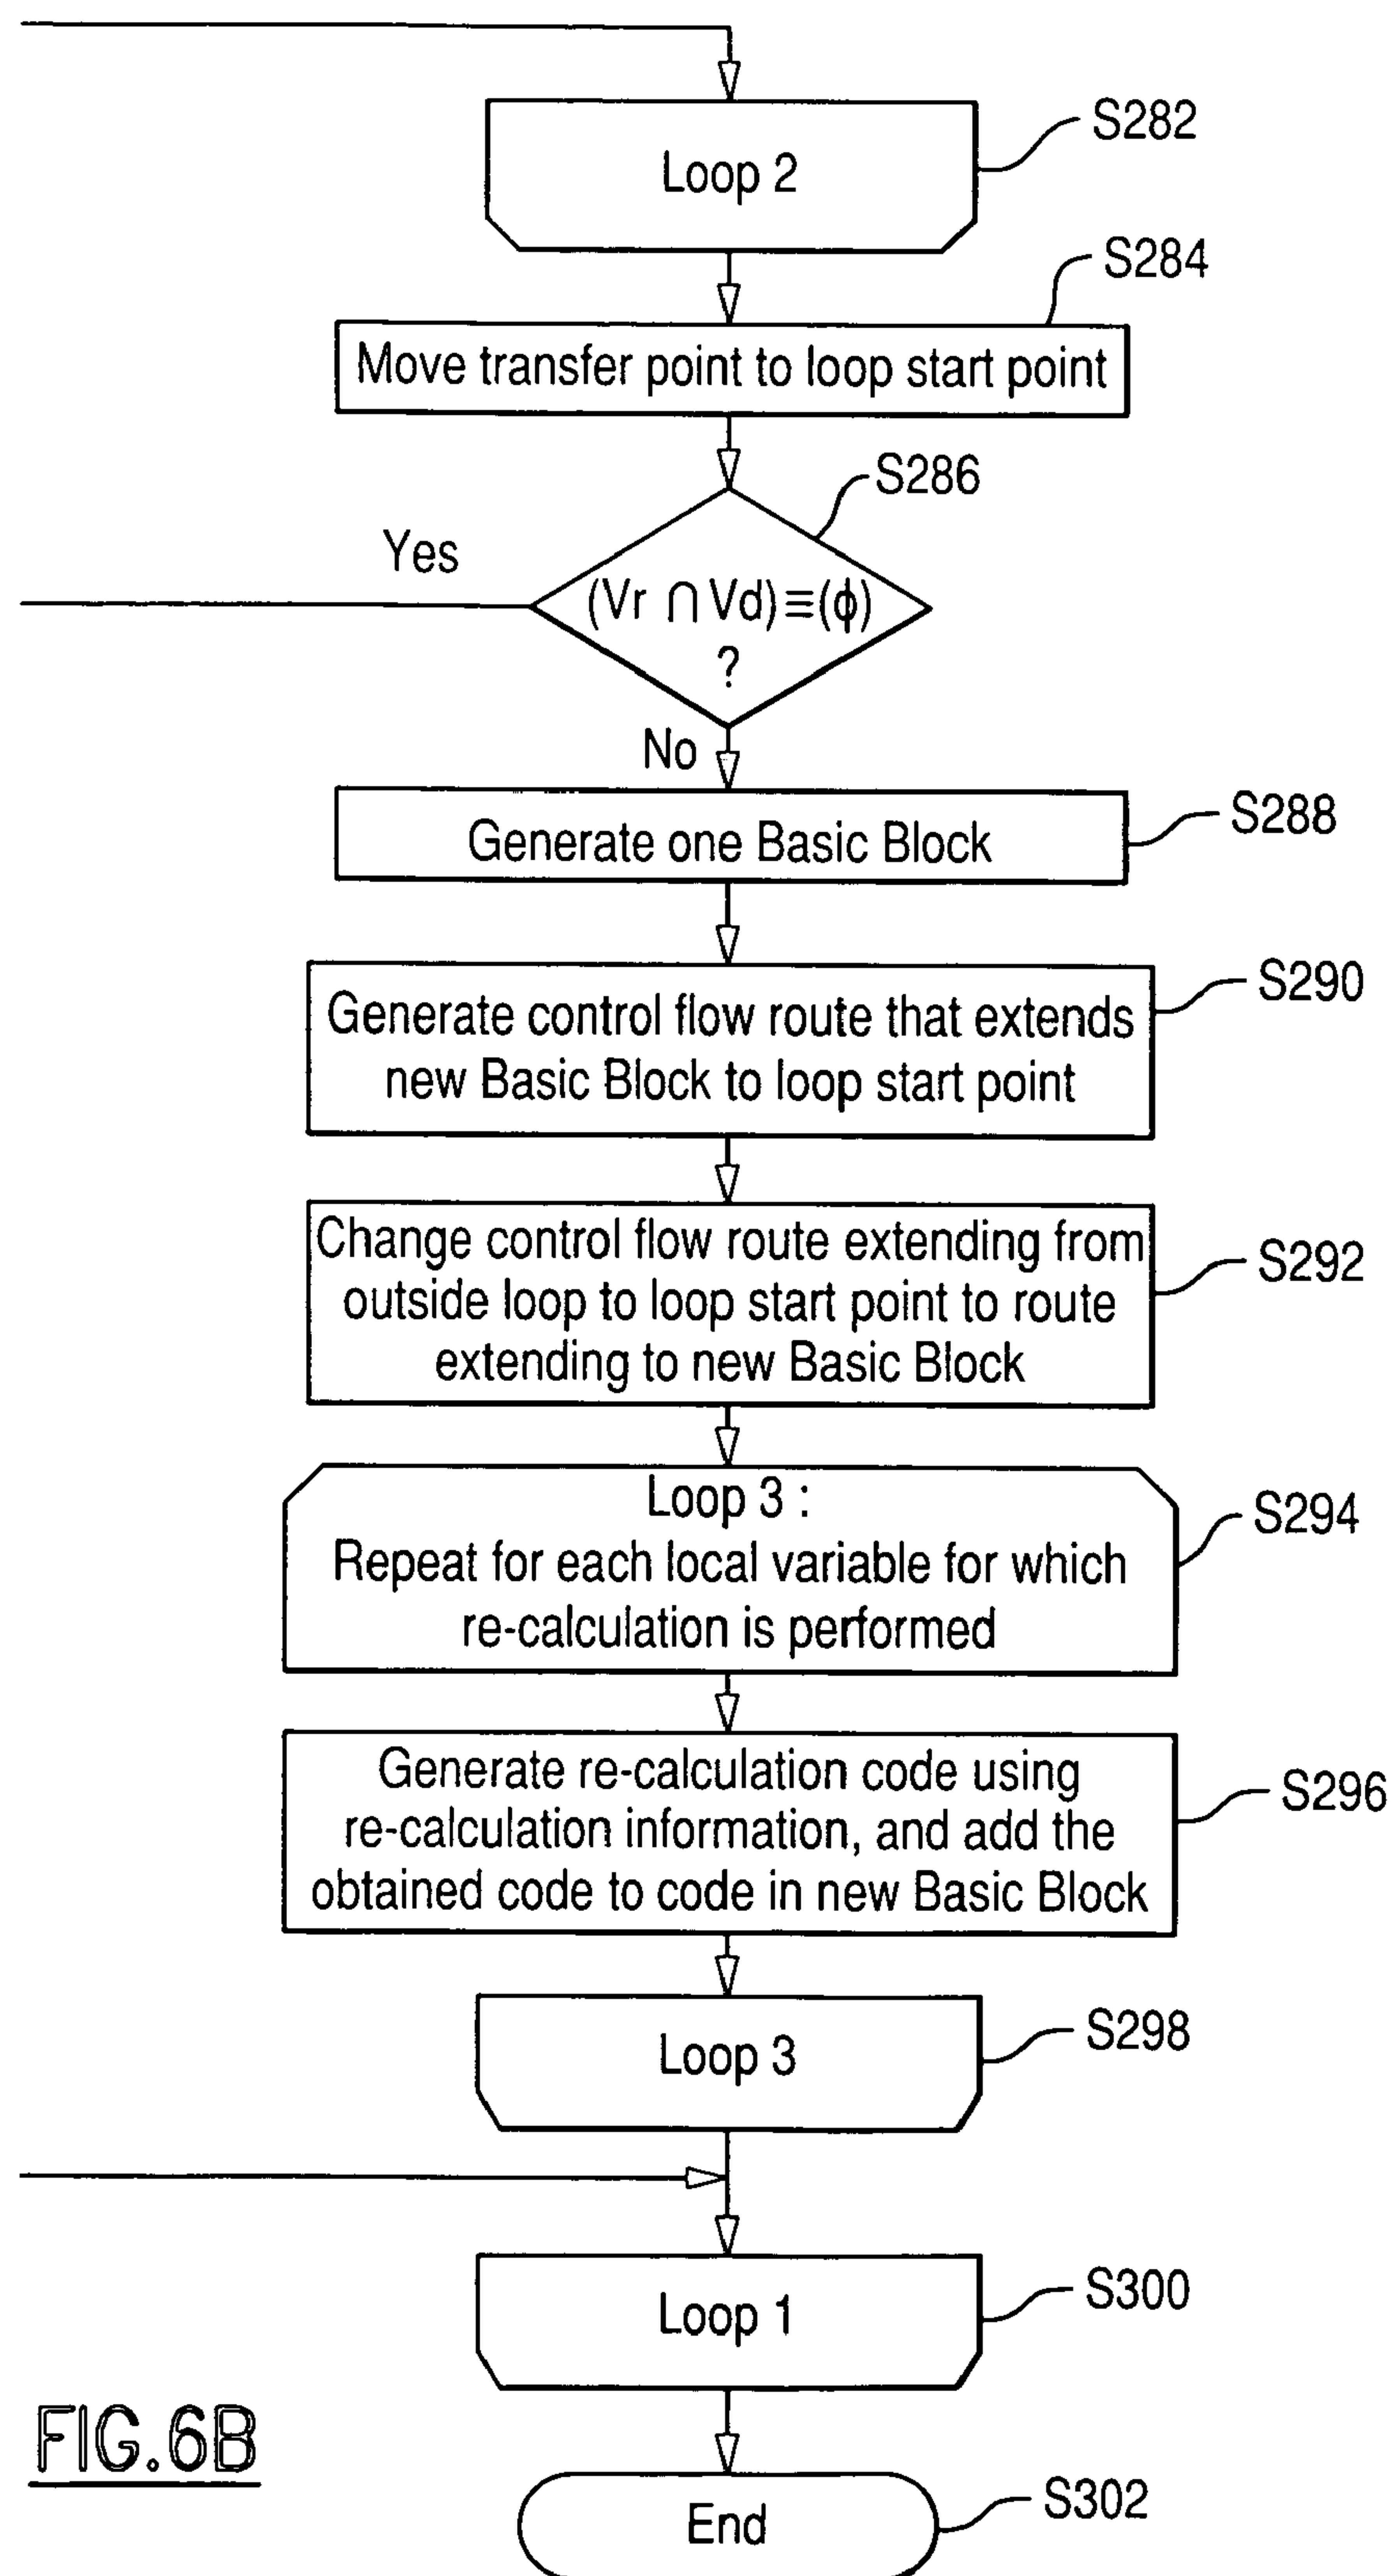 S282
Loop 2
S284
Move transfer point to loop start point
S286
Yes
(Vr ∩ Vd)≡(ϕ)
?
No
S288
Generate one Basic Block
S290
Generate control flow route that extends
new Basic Block to loop start point
S292
Change control flow route extending from
outside loop to loop start point to route
extending to new Basic Block
S294
Loop 3 :
Repeat for each local variable for which
re-calculation is performed
S296
Generate re-calculation code using
re-calculation information, and add the
obtained code to code in new Basic Block
S298
Loop 3
S300
Loop 1
FIG.6B
S302
End